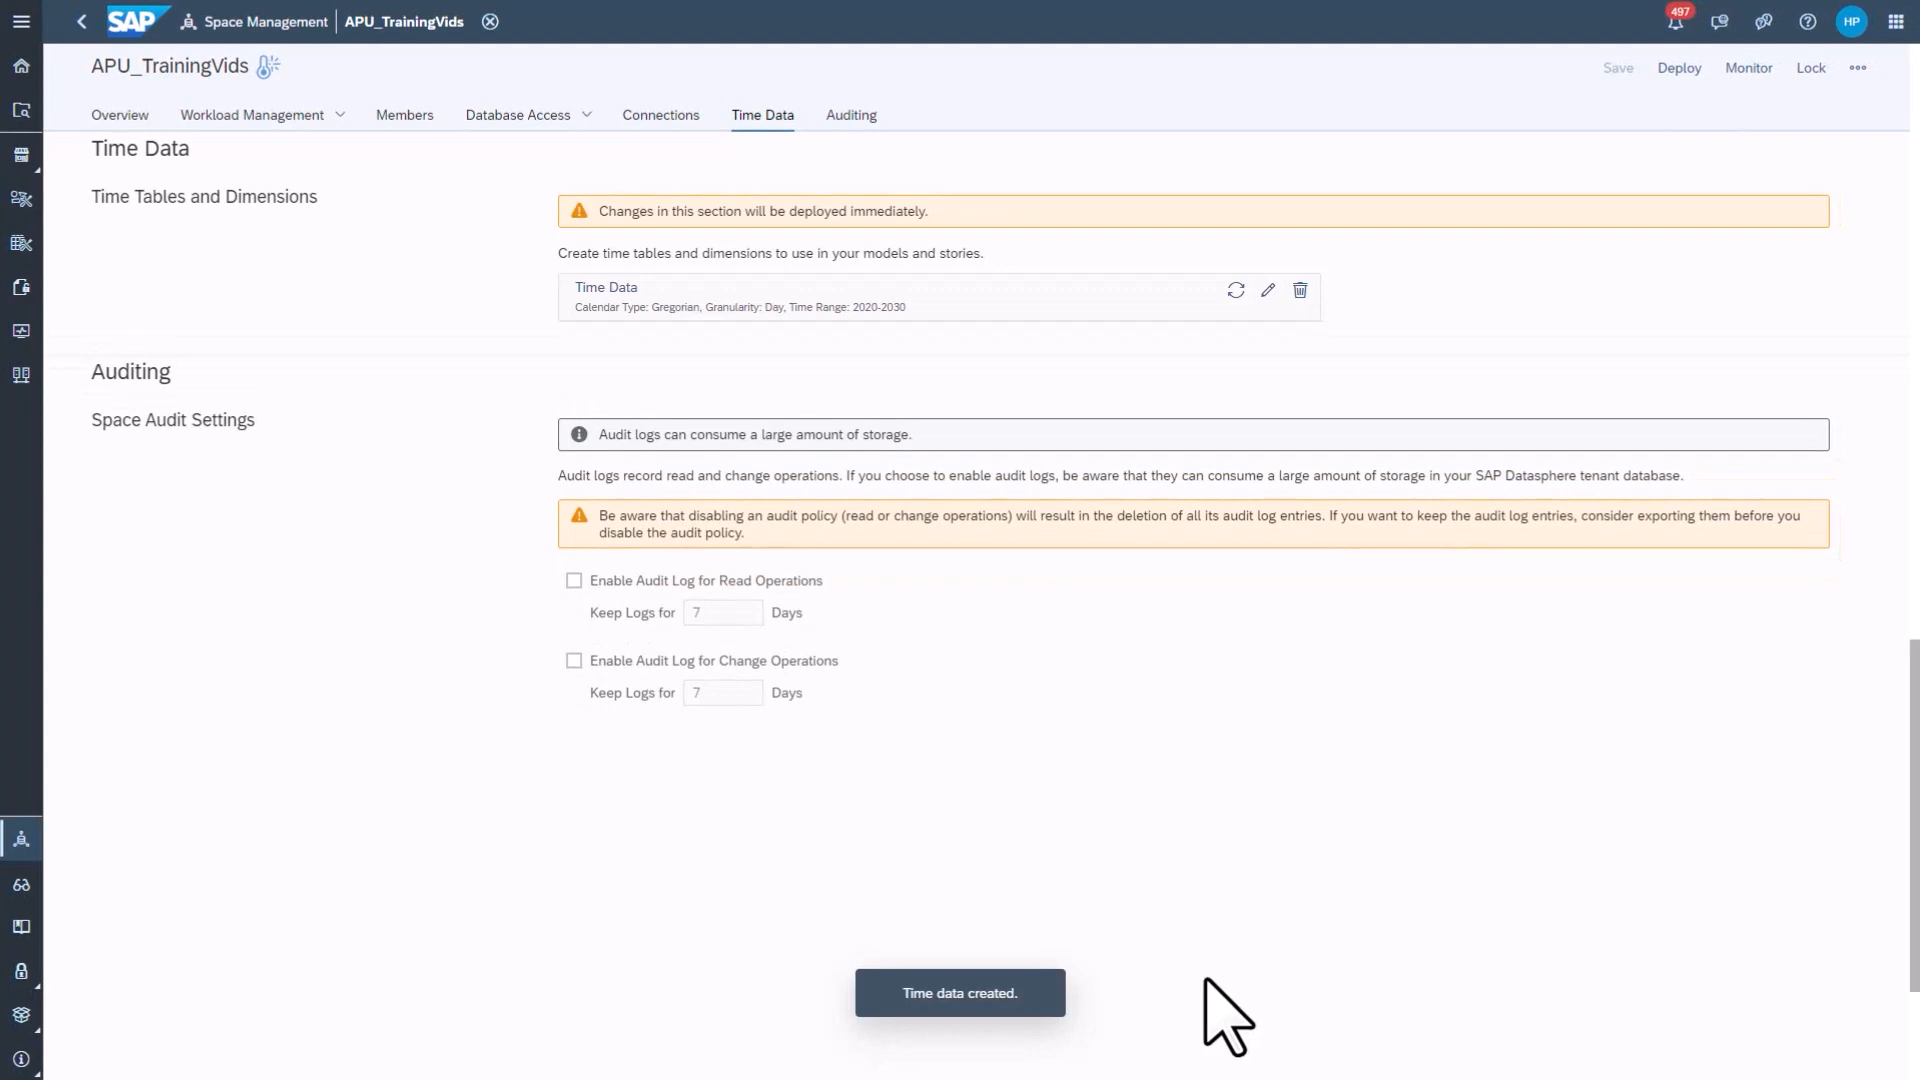 SAP
Space Management
APU_TrainingVids
497
HP
APU_TrainingVids
Save
Deploy
Monitor
Lock
Overview
Workload Management
Members
Database Access
Connections
Time Data
Auditing
Time Data
Time Tables and Dimensions
Changes in this section will be deployed immediately.
Create time tables and dimensions to use in your models and stories.
Time Data
Calendar Type: Gregorian, Granularity: Day, Time Range: 2020-2030
Auditing
Space Audit Settings
Audit logs can consume a large amount of storage.
Audit logs record read and change operations. If you choose to enable audit logs, be aware that they can consume a large amount of storage in your SAP Datasphere tenant database.
Be aware that disabling an audit policy (read or change operations) will result in the deletion of all its audit log entries. If you want to keep the audit log entries, consider exporting them before you
disable the audit policy.
Enable Audit Log for Read Operations
Keep Logs for 7 Days
Enable Audit Log for Change Operations
Keep Logs for 7 Days
Time data created.